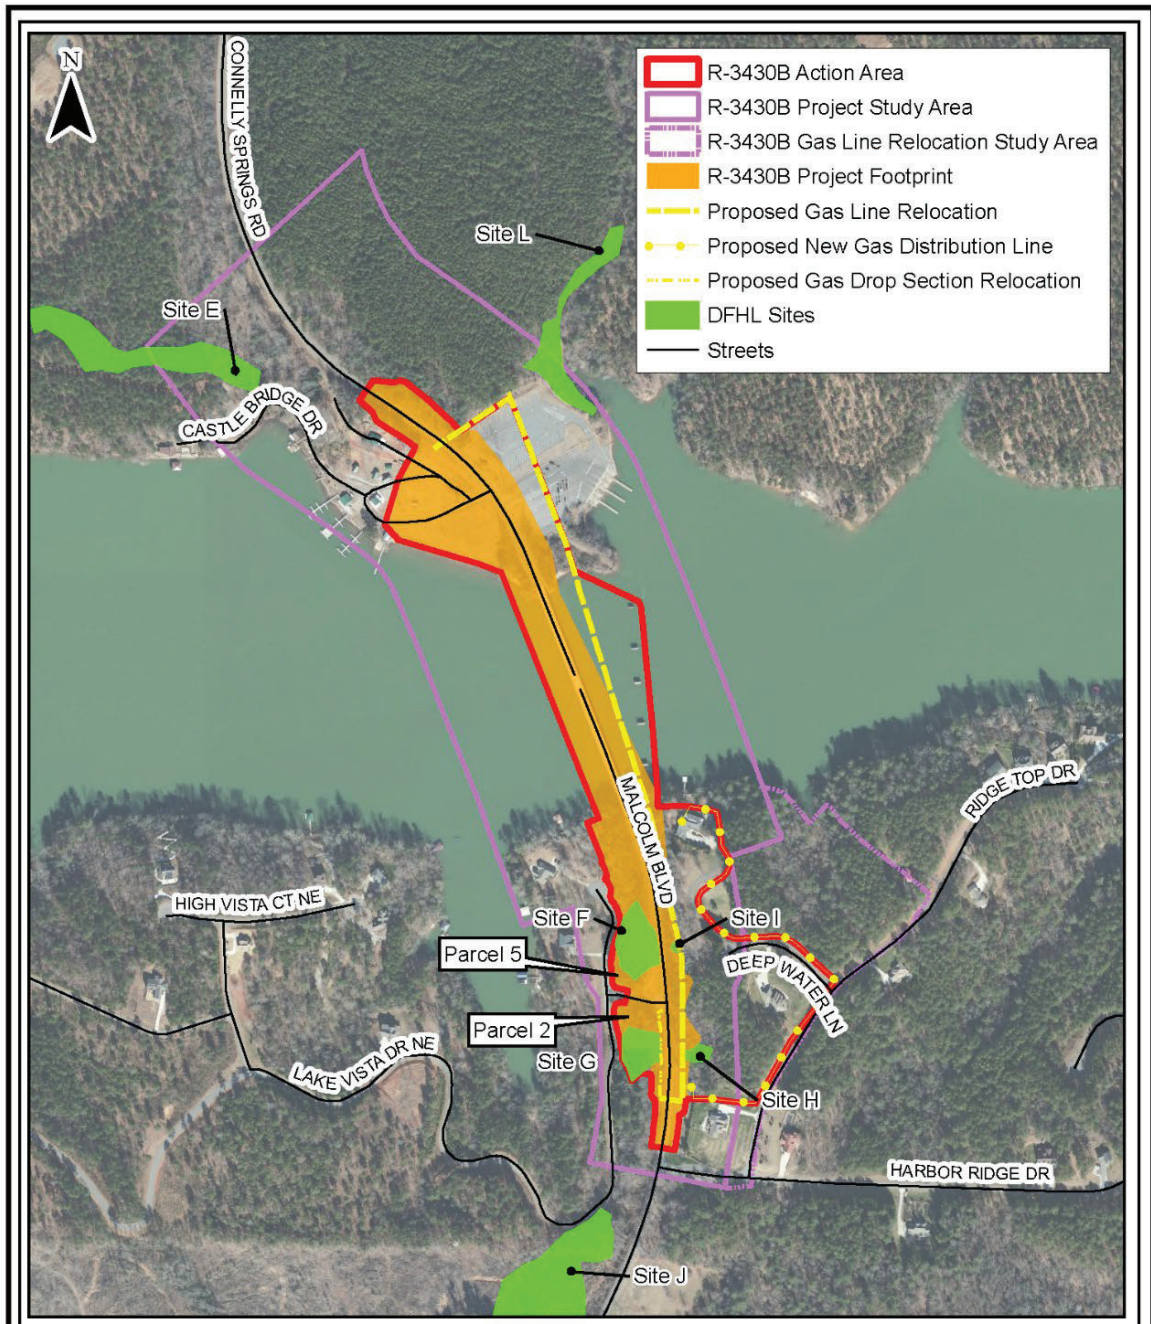 N
CONNELLY SPRINGS RD
R-3430B Action Area
R-3430B Project Study Area
R-3430B Gas Line Relocation Study Area
R-3430B Project Footprint
Proposed Gas Line Relocation
Proposed New Gas Distribution Line
Proposed Gas Drop Section Relocation
DFHL Sites
Streets
Site L
Site E
CASTLE BRIDGE DR
MALCOLM BLVD
RIDGE TOP DR
HIGH VISTA CT NE
Site F
Site I
Parcel 5
DEEP WATER LN
Parcel 2
LAKE VISTA DR NE
Site G
Site H
HARBOR RIDGE DR
Site J